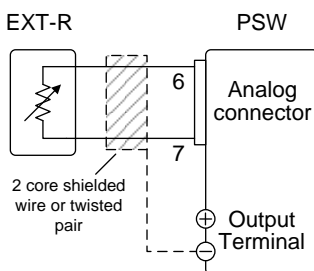 EXT-R
PSW
6
7
Analog
connector
2 core shielded
wire or twisted
pair
Output
Terminal